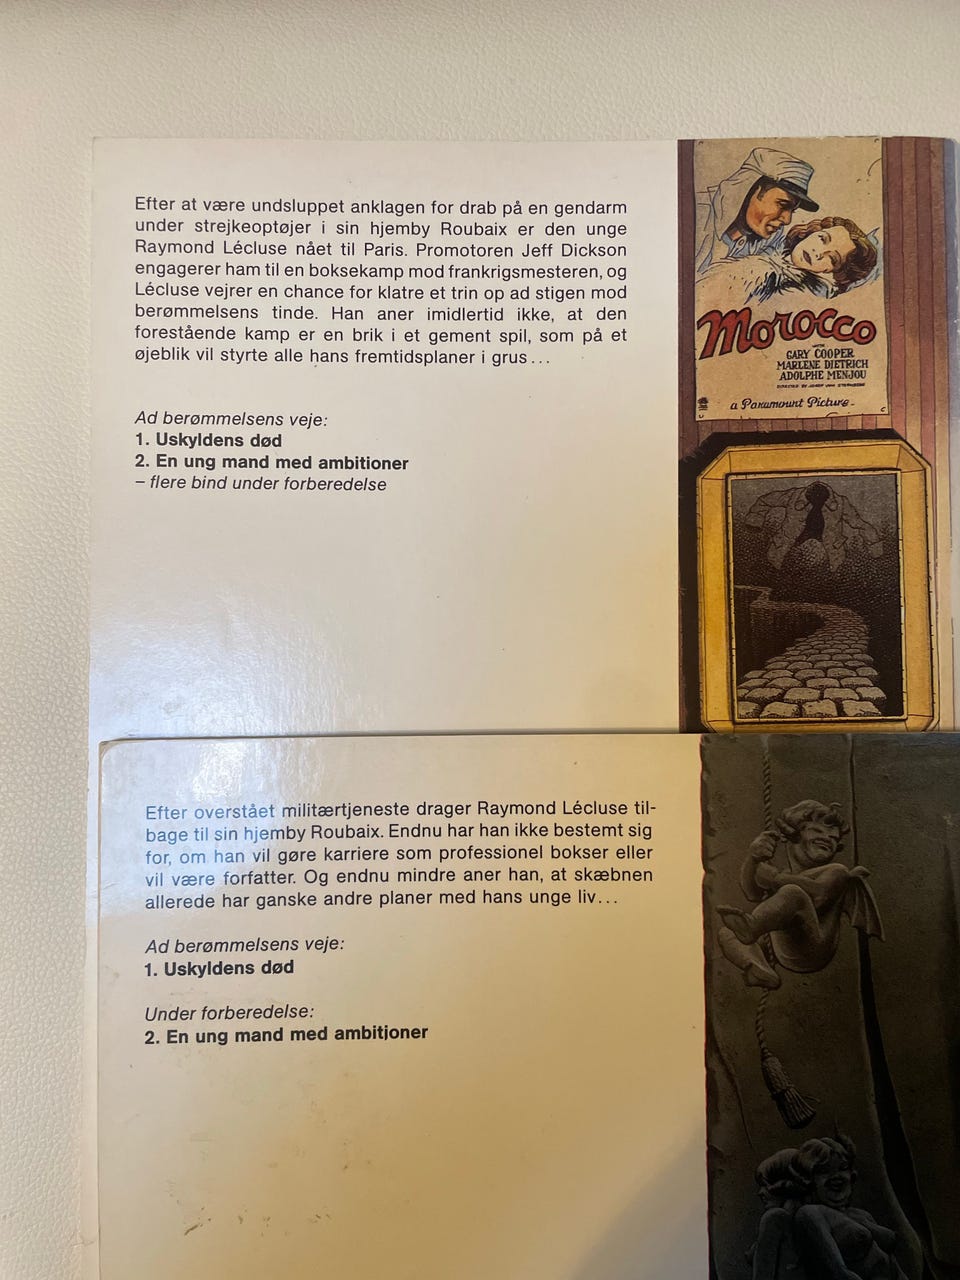 Efter at være undsluppet anklagen for drab på en gendarm
under strejkeoptøjer i sin hjemby Roubaix er den unge
Raymond Lécluse nået til Paris. Promotoren Jeff Dickson
engagerer ham til en boksekamp mod frankrigsmesteren, og
Lécluse vejrer en chance for klatre et trin op ad stigen mod
berømmelsens tinde. Han aner imidlertid ikke, at den
forestående kamp er en brik i et gement spil, som på et
øjeblik vil styrte alle hans fremtidsplaner i grus...
Ad berømmelsens veje:
1. Uskyldens død
2. En ung mand med ambitioner
– flere bind under forberedelse
Morocco
WITH
GARY COOPER
MARLENE DIETRICH
ADOLPHE MENJOU
DIRECTED BY JOSEF VON STERNBERG
a Paramount Picture
Efter overstået militærtjeneste drager Raymond Lécluse til-
bage til sin hjemby Roubaix. Endnu har han ikke bestemt sig
for, om han vil gøre karriere som professionel bokser eller
vil være forfatter. Og endnu mindre aner han, at skæbnen
allerede har ganske andre planer med hans unge liv...
Ad berømmelsens veje:
1. Uskyldens død
Under forberedelse:
2. En ung mand med ambitioner